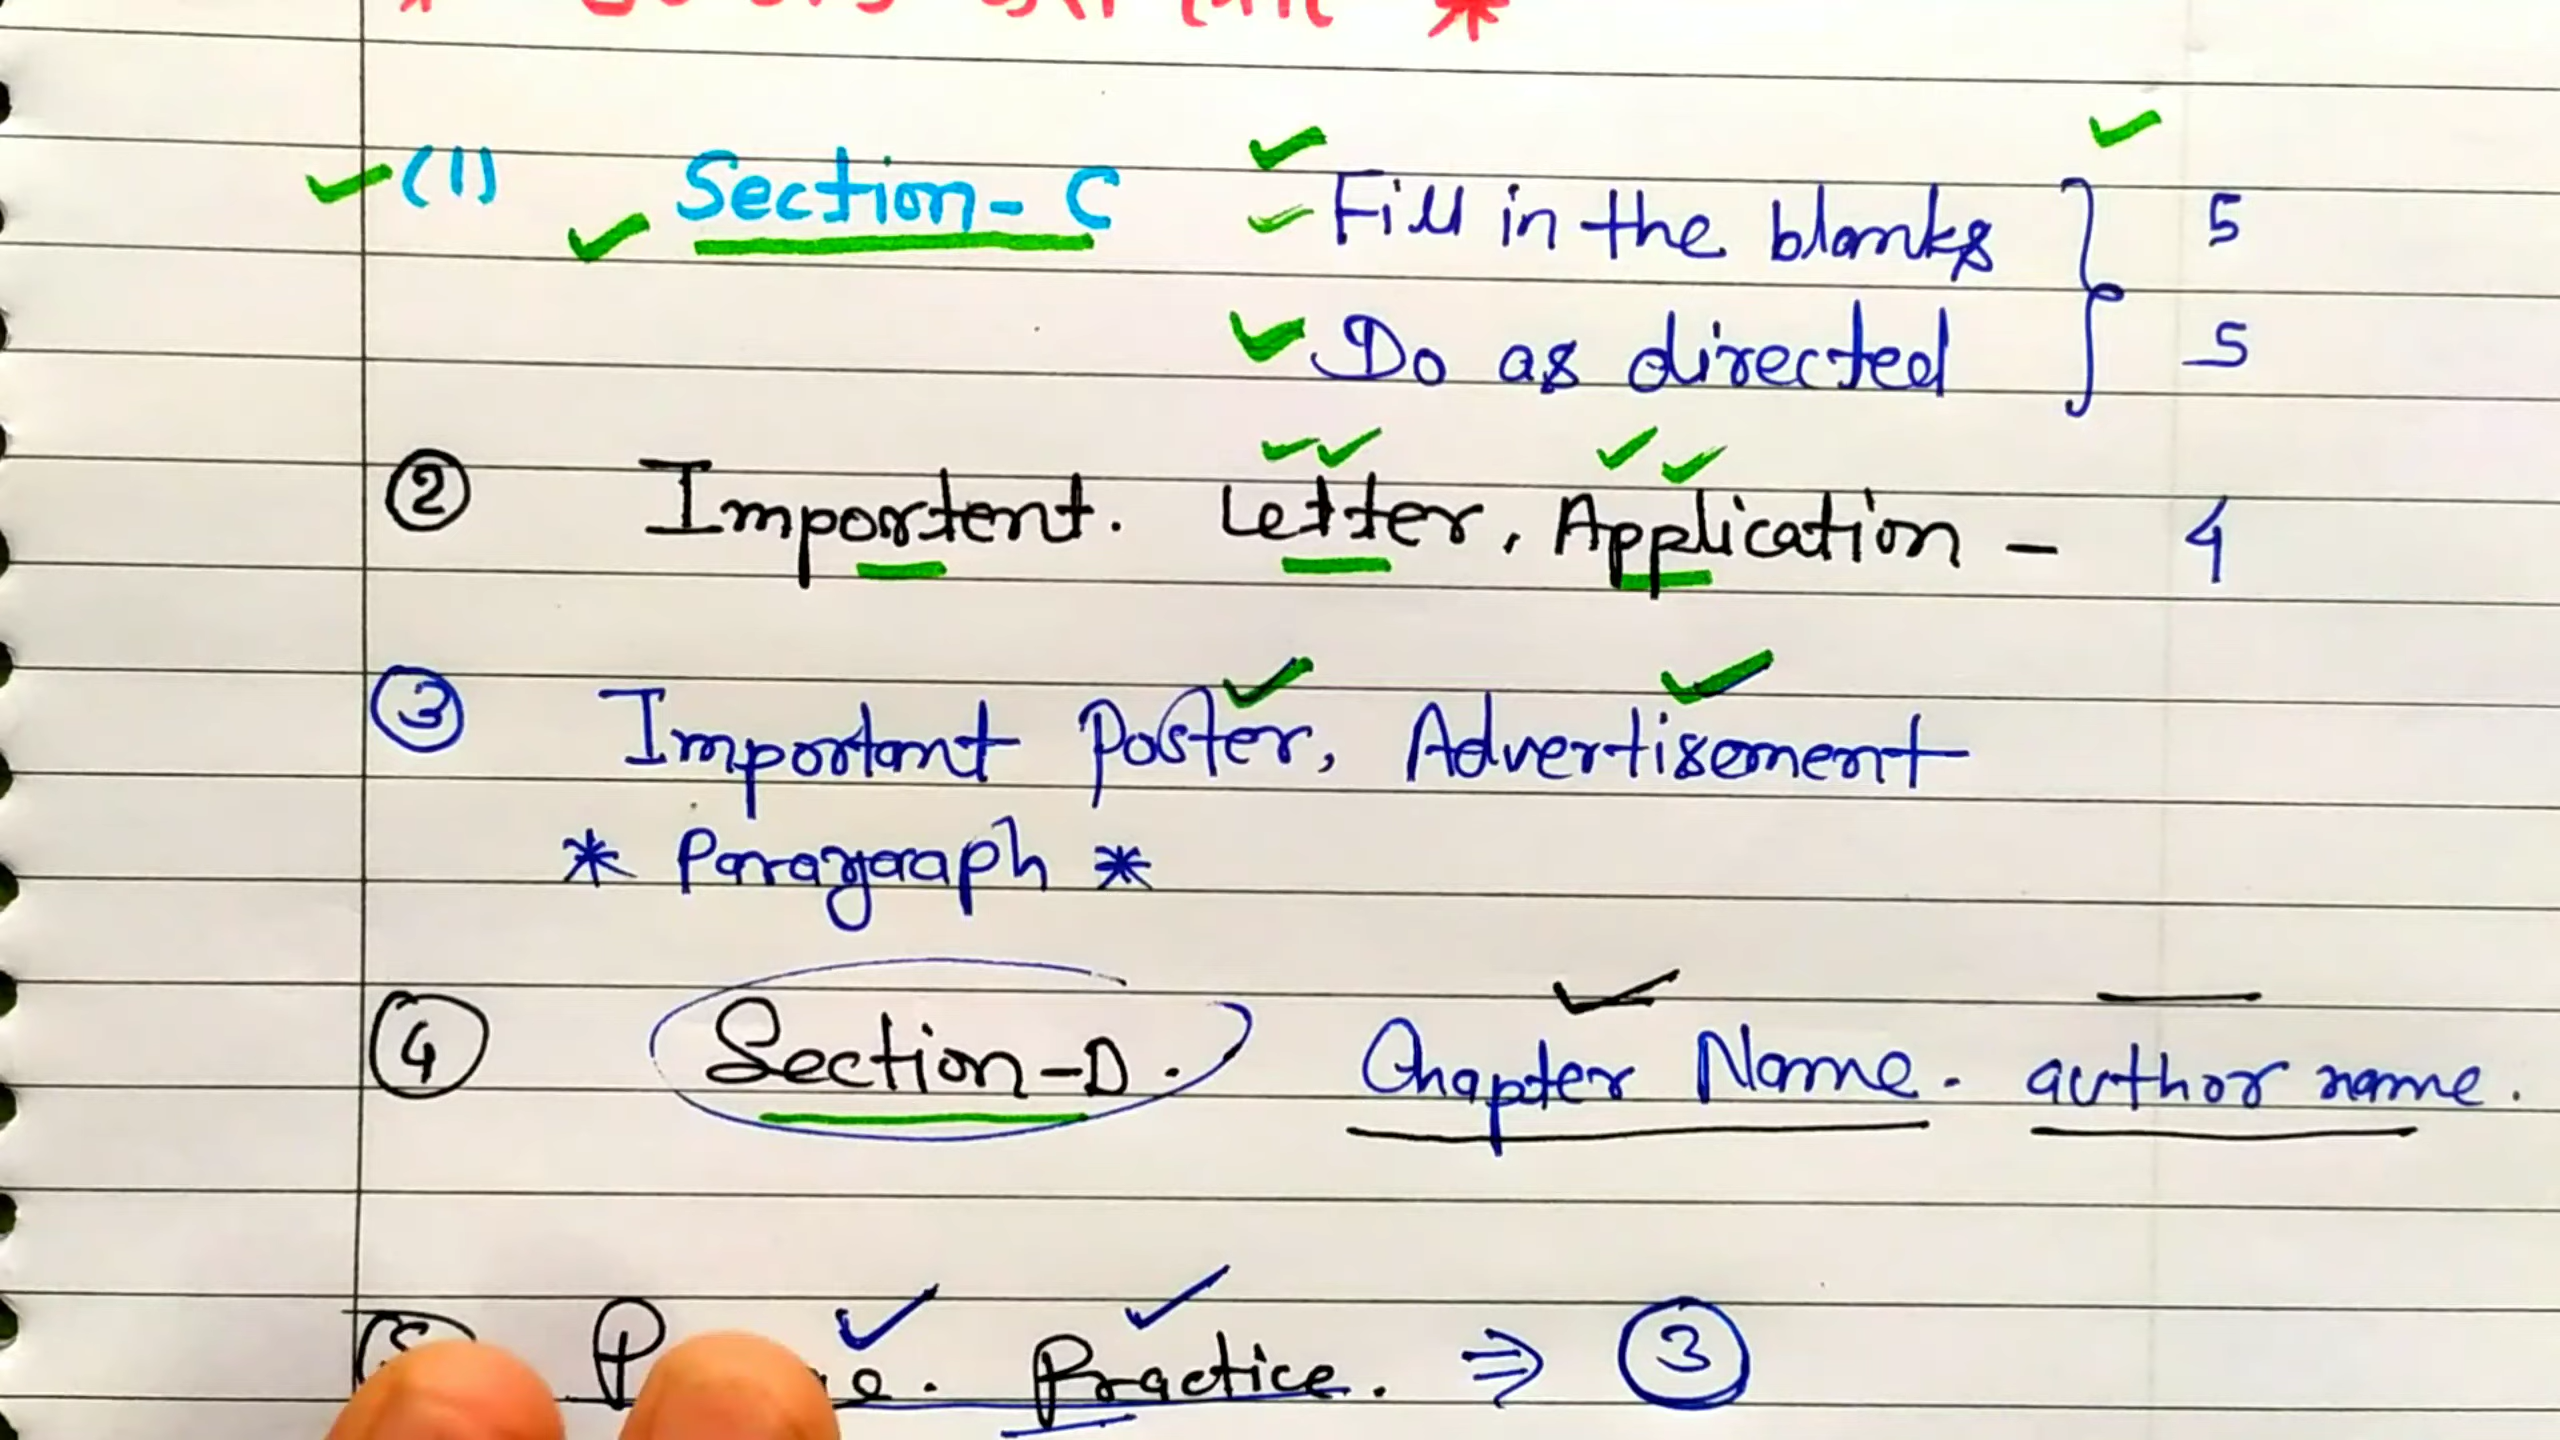 (1) Section-C Fill in the blanks } 5
Do as directed } 5
② Importent. Letter, Application - 4
③ Important Poster, Advertisement
* Paragraph *
④ Section-D. Chapter Name. author name.
Practice. ⇒ ③